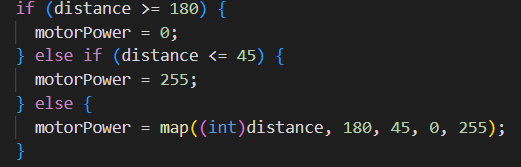 if (distance >= 180) {
  motorPower = 0;
} else if (distance <= 45) {
  motorPower = 255;
} else {
  motorPower = map((int)distance, 180, 45, 0, 255);
}